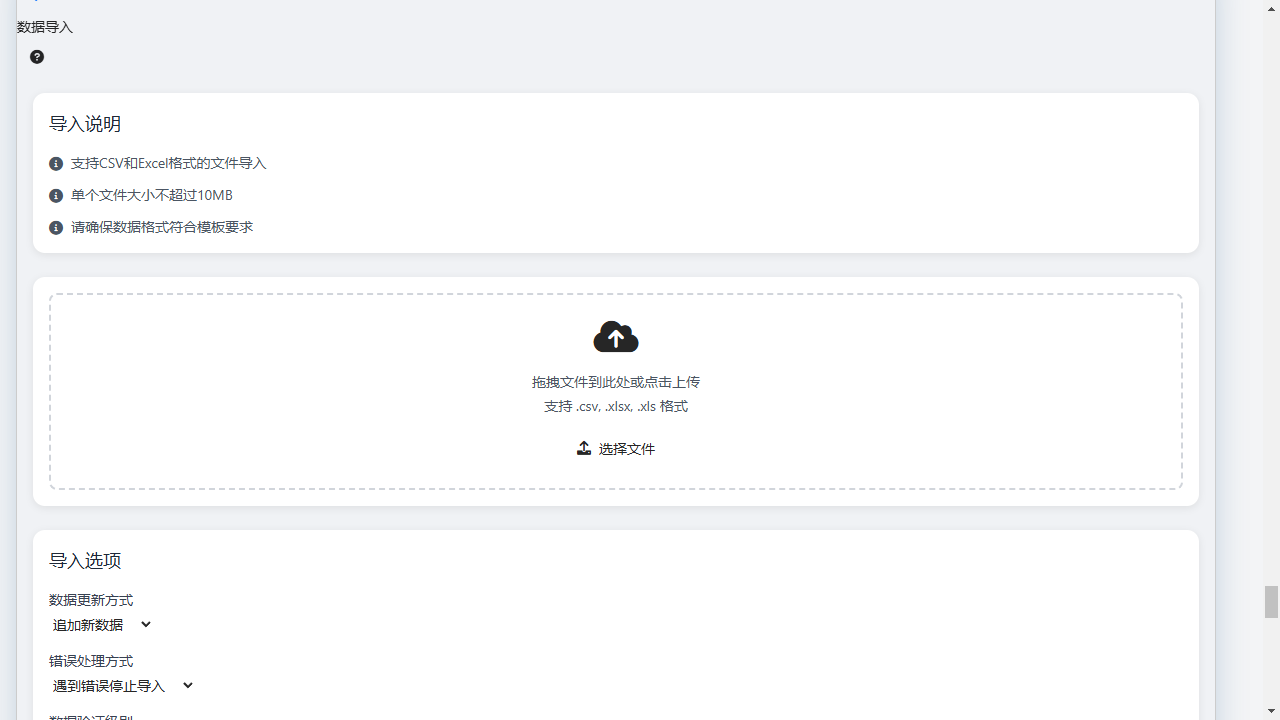 数据导入
导入说明
支持CSV和Excel格式的文件导入
单个文件大小不超过10MB
请确保数据格式符合模板要求
拖拽文件到此处或点击上传
支持 .csv, .xlsx, .xls 格式
选择文件
导入选项
数据更新方式
追加新数据
错误处理方式
遇到错误停止导入